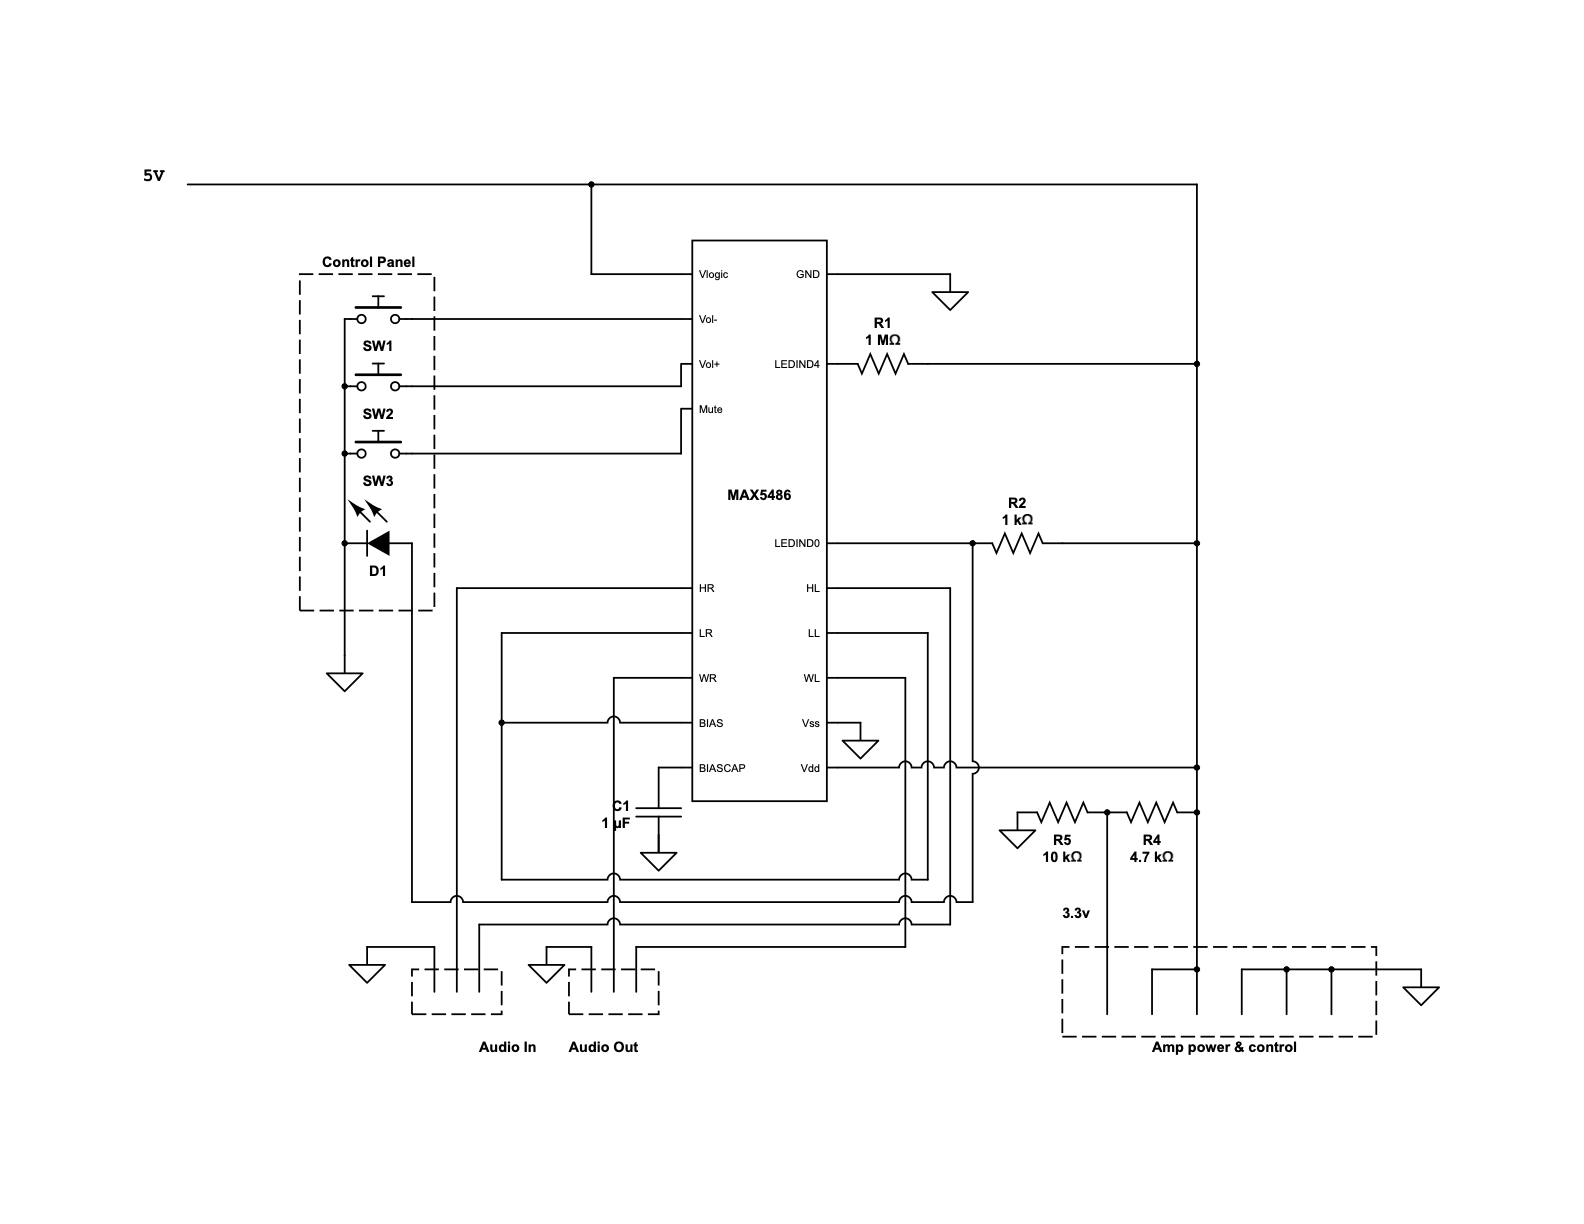 5V
Control Panel
SW1
SW2
SW3
D1
Vlogic
Vol-
Vol+
Mute
HR
LR
WR
BIAS
BIASCAP
MAX5486
GND
LEDIND4
LEDIND0
HL
LL
WL
Vss
Vdd
R1
1 MΩ
R2
1 kΩ
C1
1 µF
R5
10 kΩ
R4
4.7 kΩ
3.3v
Audio In
Audio Out
Amp power & control